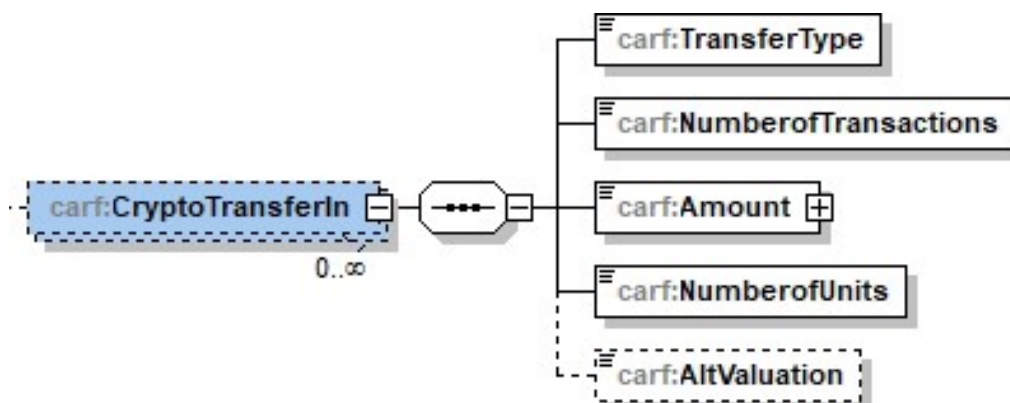 carf:TransferType
carf:NumberofTransactions
carf:CryptoTransferIn
0..∞
carf:Amount
carf:NumberofUnits
carf:AltValuation